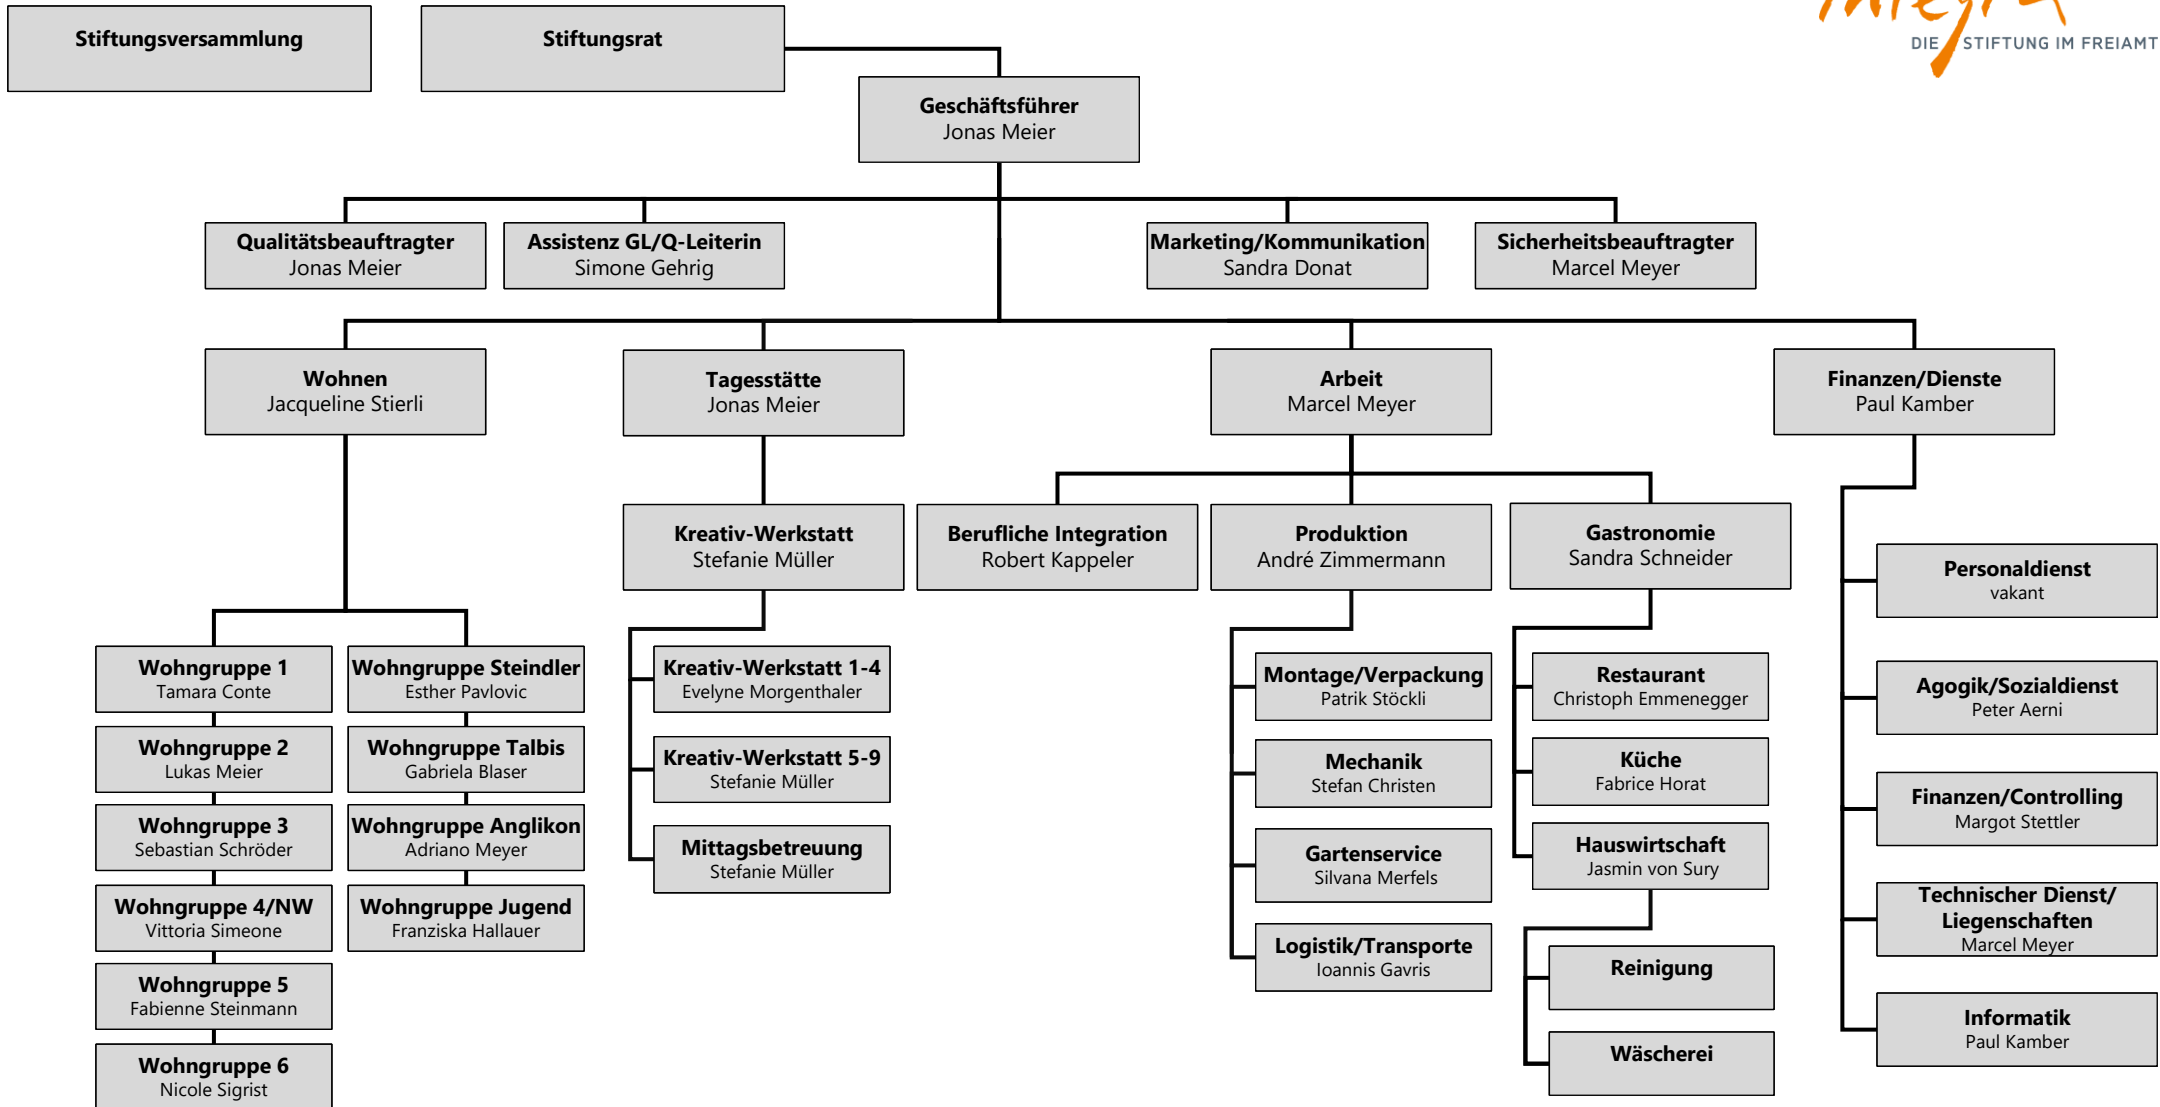 Stiftungsversammlung
Stiftungsrat
DIE STIFTUNG IM FREIAMT
Geschäftsführer
Jonas Meier
Qualitätsbeauftragter
Jonas Meier
Assistenz GL/Q-Leiterin
Simone Gehrig
Marketing/Kommunikation
Sandra Donat
Sicherheitsbeauftragter
Marcel Meyer
Wohnen
Jacqueline Stierli
Tagesstätte
Jonas Meier
Arbeit
Marcel Meyer
Finanzen/Dienste
Paul Kamber
Kreativ-Werkstatt
Stefanie Müller
Berufliche Integration
Robert Kappeler
Produktion
André Zimmermann
Gastronomie
Sandra Schneider
Wohngruppe 1
Tamara Conte
Wohngruppe 2
Lukas Meier
Wohngruppe 3
Sebastian Schröder
Wohngruppe 4/NW
Vittoria Simeone
Wohngruppe 5
Fabienne Steinmann
Wohngruppe 6
Nicole Sigrist
Wohngruppe Steindler
Esther Pavlovic
Wohngruppe Talbis
Gabriela Blaser
Wohngruppe Anglikon
Adriano Meyer
Wohngruppe Jugend
Franziska Hallauer
Kreativ-Werkstatt 1-4
Evelyne Morgenthaler
Kreativ-Werkstatt 5-9
Stefanie Müller
Mittagsbetreuung
Stefanie Müller
Montage/Verpackung
Patrik Stöckli
Mechanik
Stefan Christen
Gartenservice
Silvana Merfels
Logistik/Transporte
Ioannis Gavris
Restaurant
Christoph Emmenegger
Küche
Fabrice Horat
Hauswirtschaft
Jasmin von Sury
Reinigung
Wäscherei
Personaldienst
vakant
Agogik/Sozialdienst
Peter Aerni
Finanzen/Controlling
Margot Stettler
Technischer Dienst/
Liegenschaften
Marcel Meyer
Informatik
Paul Kamber